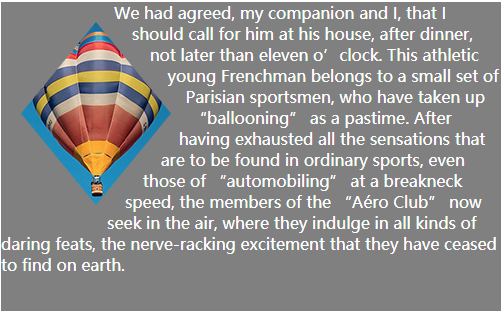 We had agreed, my companion and I, that I
should call for him at his house, after dinner,
not later than eleven o’clock. This athletic
young Frenchman belongs to a small set of
Parisian sportsmen, who have taken up
“ballooning” as a pastime. After
having exhausted all the sensations that
are to be found in ordinary sports, even
those of “automobiling” at a breakneck
speed, the members of the “Aéro Club” now
seek in the air, where they indulge in all kinds of
daring feats, the nerve-racking excitement that they have ceased
to find on earth.